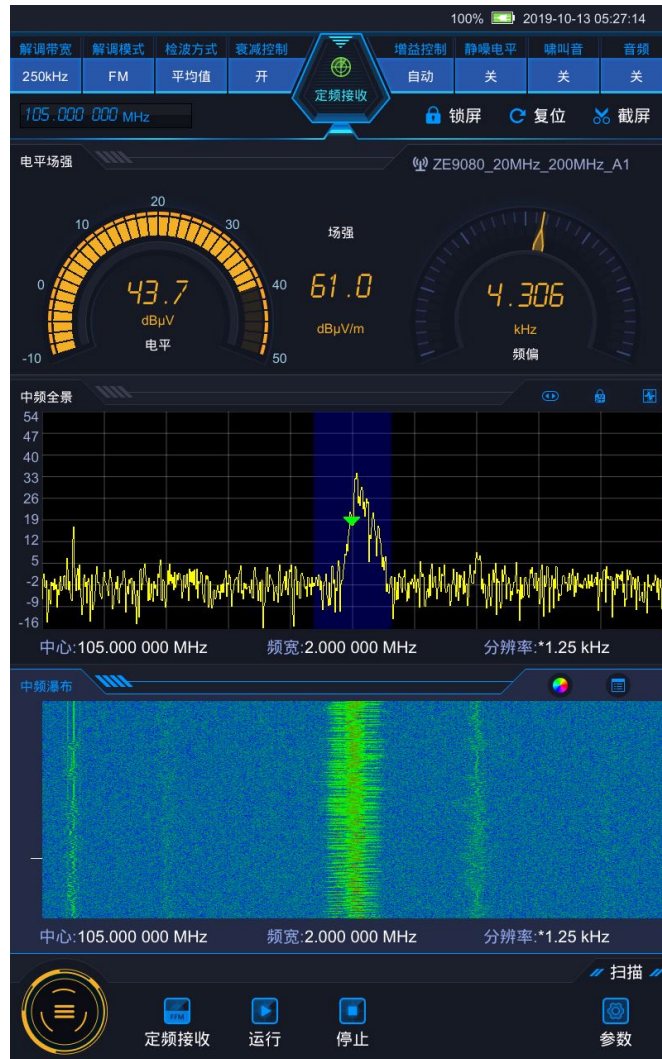 100% 2019-10-13 05:27:14
解调带宽 解调模式 检波方式 衰减控制 增益控制 静噪电平 啸叫音 音频
250kHz FM 平均值 开 定频接收 自动 关 关 关
105.000 000 MHz 锁屏 复位 截屏
电平场强 ZE9080_20MHz_200MHz_A1
20
10 30
场强
0 43.7 40 61.0 4.306
dBμV dBμV/m kHz
电平 频偏
-10 50
中频全景
54
47
40
33
26
19
12
5
-2
-9
-16
中心:105.000 000 MHz 频宽:2.000 000 MHz 分辨率:*1.25 kHz
中频瀑布
中心:105.000 000 MHz 频宽:2.000 000 MHz 分辨率:*1.25 kHz
扫描
FFM
定频接收 运行 停止 参数